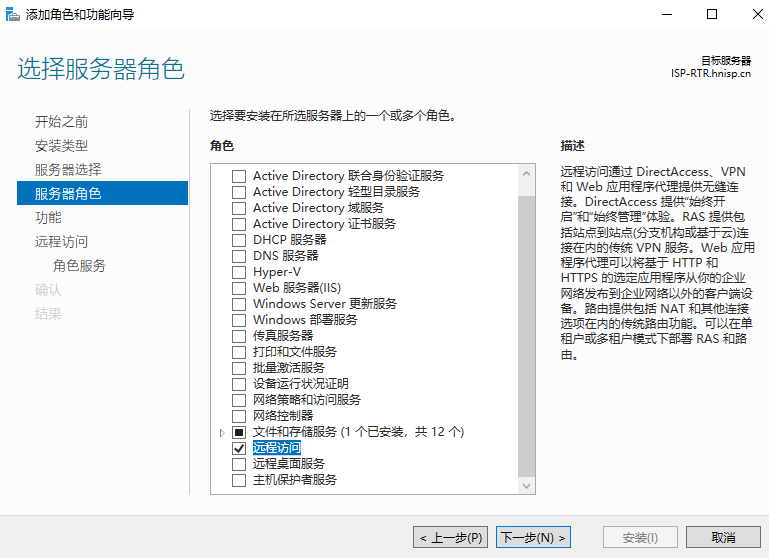 添加角色和功能向导
选择服务器角色
目标服务器
ISP-RTR.hnisp.cn
开始之前
安装类型
服务器选择
服务器角色
功能
远程访问
角色服务
确认
结果
选择要安装在所选服务器上的一个或多个角色。
角色
Active Directory 联合身份验证服务
Active Directory 轻型目录服务
Active Directory 域服务
Active Directory 证书服务
DHCP 服务器
DNS 服务器
Hyper-V
Web 服务器(IIS)
Windows Server 更新服务
Windows 部署服务
传真服务器
打印和文件服务
批量激活服务
设备运行状况证明
网络策略和访问服务
网络控制器
文件和存储服务 (1 个已安装，共 12 个)
远程访问
远程桌面服务
主机保护者服务
描述
远程访问通过 DirectAccess、VPN
和 Web 应用程序代理提供无缝连
接。DirectAccess 提供“始终开
启”和“始终管理”体验。RAS 提供包
括站点到站点(分支机构或基于云)连
接在内的传统 VPN 服务。Web 应用
程序代理可以将基于 HTTP 和
HTTPS 的选定应用程序从你的企业
网络发布到企业网络以外的客户端设
备。路由提供包括 NAT 和其他连接
选项在内的传统路由功能。可以在单
租户或多租户模式下部署 RAS 和路
由。
< 上一步(P)
下一步(N) >
安装(I)
取消